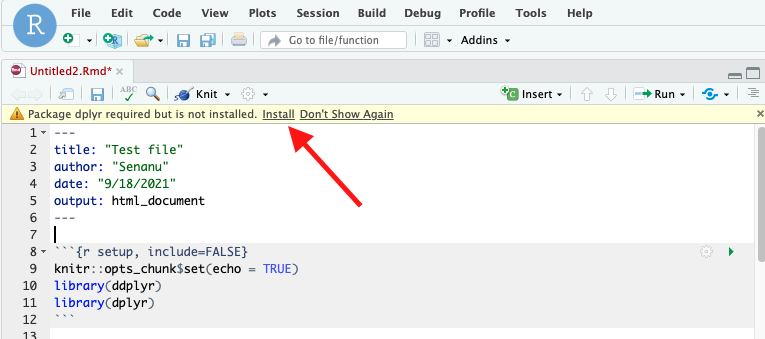 File Edit Code View Plots Session Build Debug Profile Tools Help
R
Go to file/function Addins
Untitled2.Rmd*
ABC Knit Insert Run
Package dplyr required but is not installed. Install Don't Show Again
1 ---
2 title: "Test file"
3 author: "Senanu"
4 date: "9/18/2021"
5 output: html_document
6 ---
7
8 ```{r setup, include=FALSE}
9 knitr::opts_chunk$set(echo = TRUE)
10 library(ddplyr)
11 library(dplyr)
12 ```
13